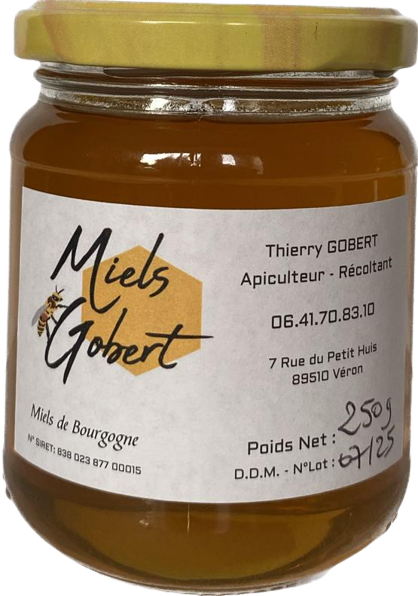 Miels
Gobert
Miels de Bourgogne
N° SIRET: 838 023 877 00015
Thierry GOBERT
Apiculteur - Récoltant
06.41.70.83.10
7 Rue du Petit Huis
89510 Véron
Poids Net : 250g
D.D.M. - N°Lot : 07/25